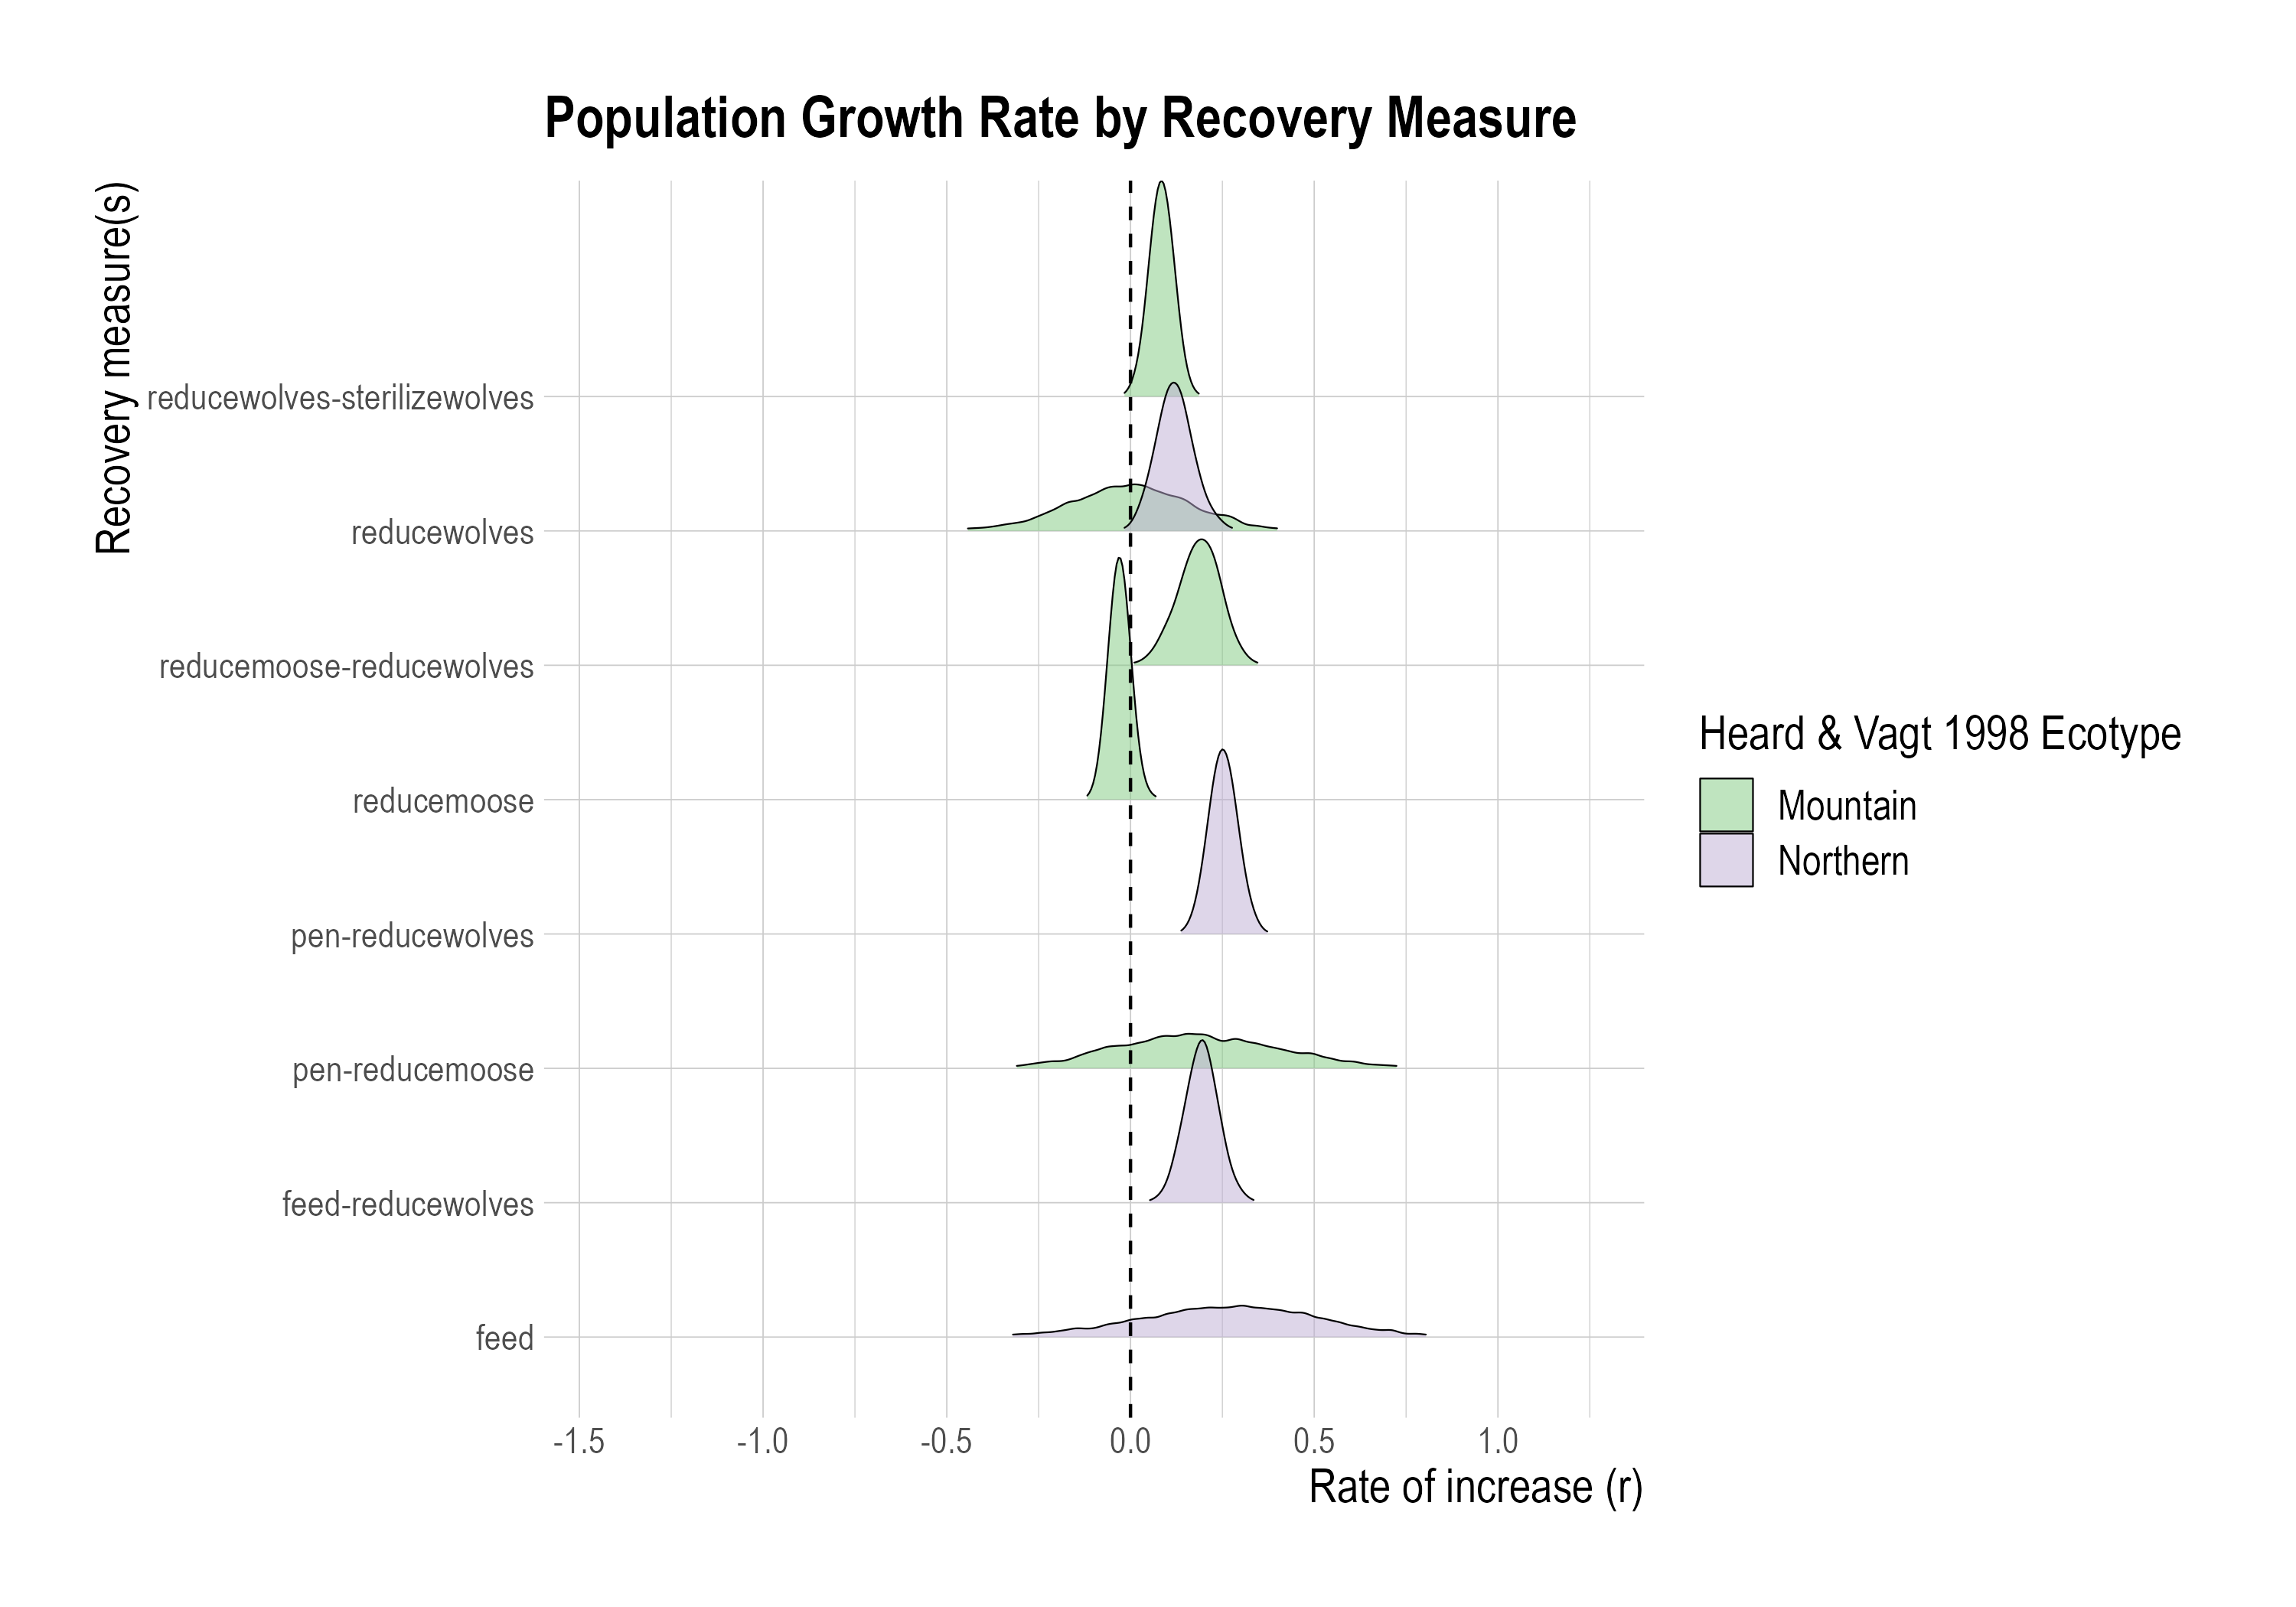 Population Growth Rate by Recovery Measure
Recovery measure(s)
reducewolves-sterilizewolves
reducewolves
reducemoose-reducewolves
reducemoose
pen-reducewolves
pen-reducemoose
feed-reducewolves
feed
-1.5 -1.0 -0.5 0.0 0.5 1.0
Rate of increase (r)
Heard & Vagt 1998 Ecotype
Mountain
Northern